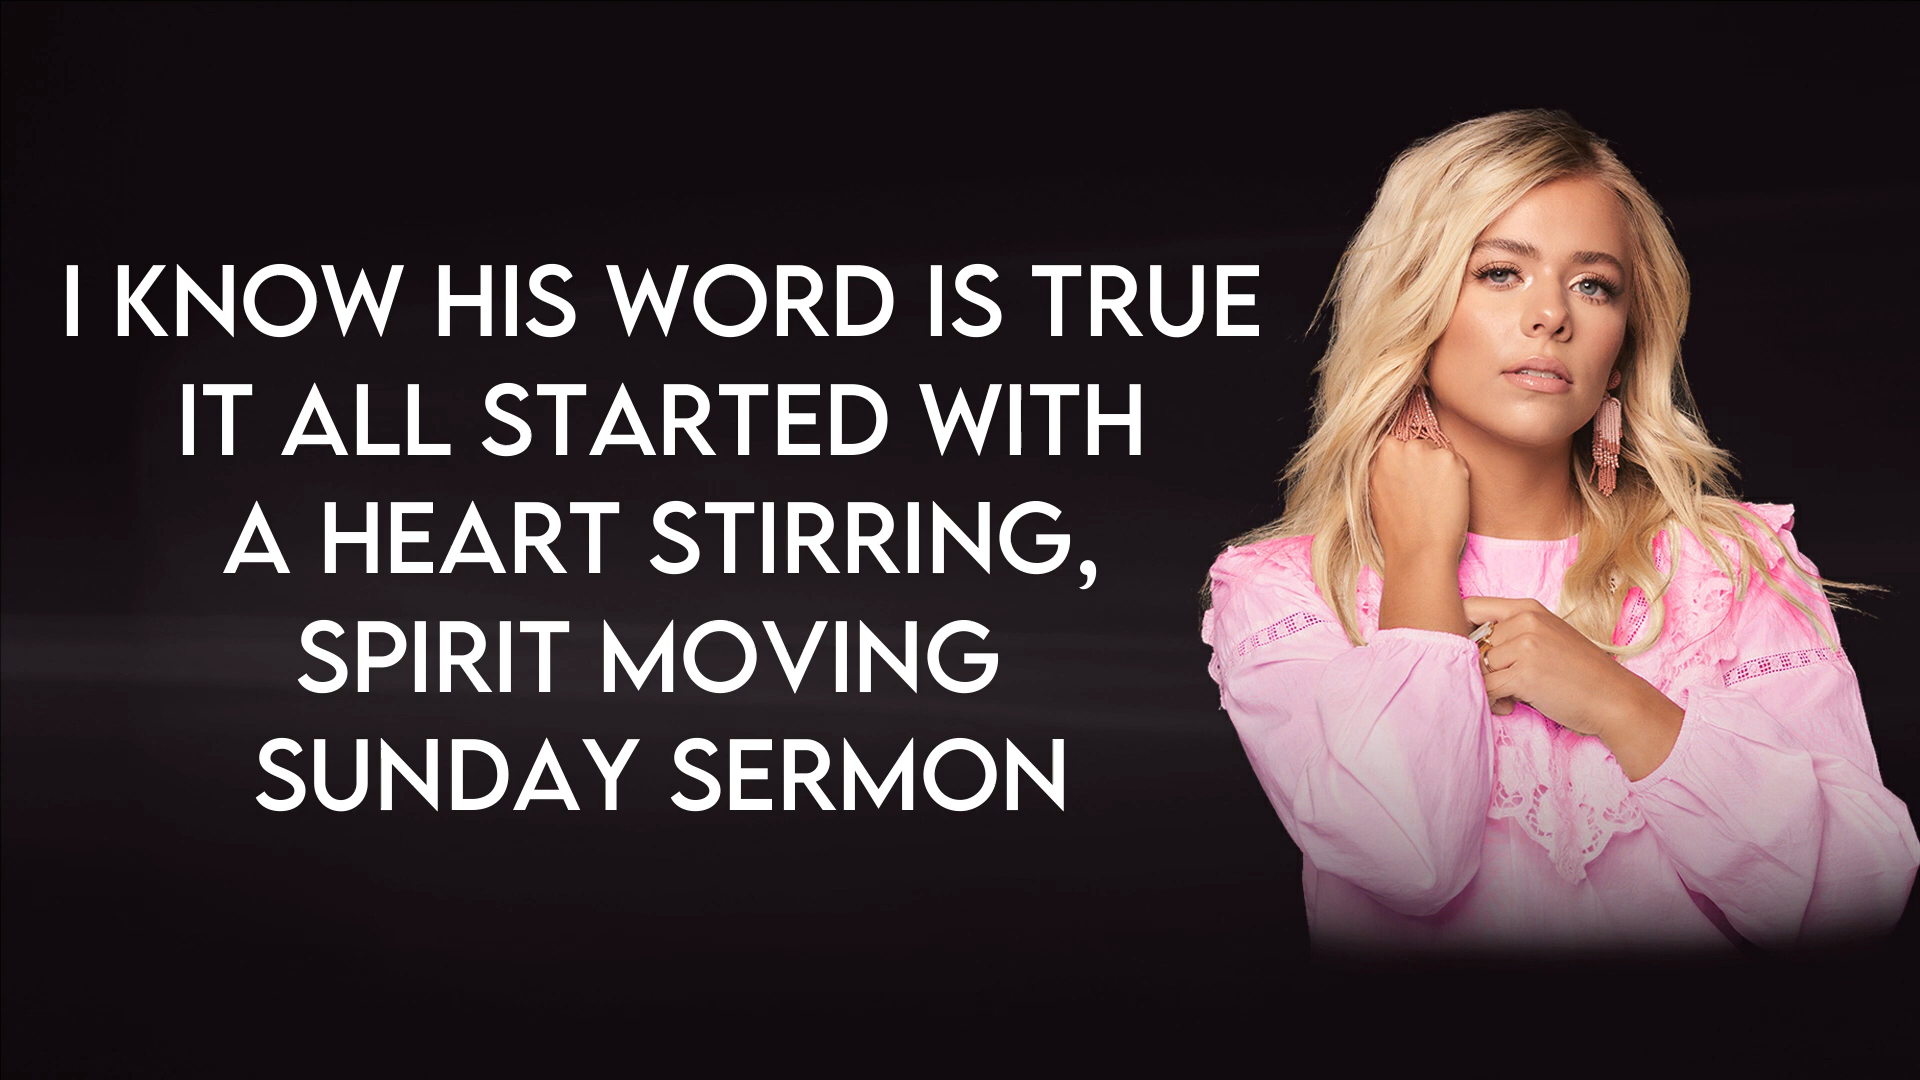 I KNOW HIS WORD IS TRUE
IT ALL STARTED WITH
A HEART STIRRING,
SPIRIT MOVING
SUNDAY SERMON